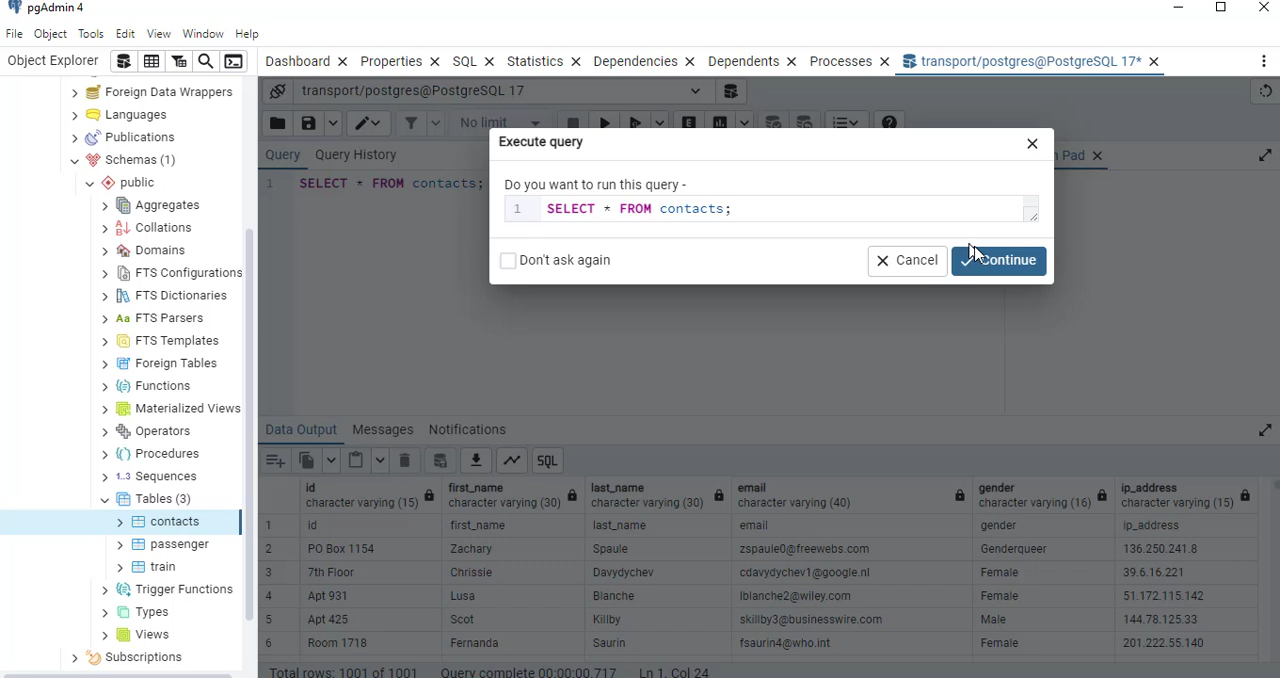 pgAdmin 4
File Object Tools Edit View Window Help
Object Explorer
Dashboard Properties SQL Statistics Dependencies Dependents Processes transport/postgres@PostgreSQL 17*
Foreign Data Wrappers
Languages
Publications
Schemas (1)
public
Aggregates
Collations
Domains
FTS Configurations
FTS Dictionaries
FTS Parsers
FTS Templates
Foreign Tables
Functions
Materialized Views
Operators
Procedures
1..3 Sequences
Tables (3)
contacts
passenger
train
Trigger Functions
Types
Views
Subscriptions
transport/postgres@PostgreSQL 17
No limit
Query Query History
Pad
1 SELECT * FROM contacts;
Execute query
Do you want to run this query -
1 SELECT * FROM contacts;
Don't ask again
Cancel
Continue
Data Output Messages Notifications
SQL
id first_name last_name email gender ip_address
character varying (15) character varying (30) character varying (30) character varying (40) character varying (16) character varying (15)
1 id first_name last_name email gender ip_address
2 PO Box 1154 Zachary Spaule zspaule0@freewebs.com Genderqueer 136.250.241.8
3 7th Floor Chrissie Davydychev cdavydychev1@google.nl Female 39.6.16.221
4 Apt 931 Lusa Blanche lblanche2@wiley.com Female 51.172.115.142
5 Apt 425 Scot Killby skillby3@businesswire.com Male 144.78.125.33
6 Room 1718 Fernanda Saurin fsaurin4@who.int Female 201.222.55.140
Total rows: 1001 of 1001 Query complete 00:00:00.717 Ln 1, Col 24